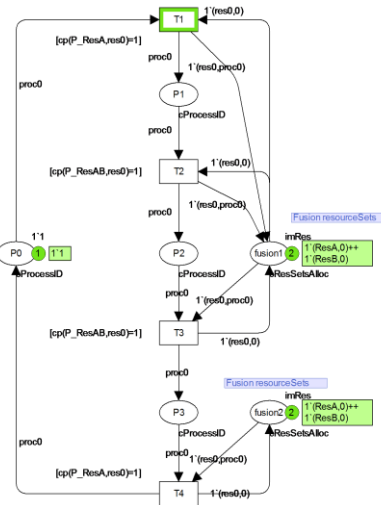 1`(res0,0)
T1
[cp(P_ResA,res0)=1]
proc0
1`(res0,proc0)
proc0
P1
cProcessID
proc0
1`(res0,0)
[cp(P_ResAB,res0)=1]
T2
1`(res0,proc0)
proc0
Fusion resourceSets
1`1
imRes
P0
1
1`1
P2
fusion1
2
1`(ResA,0)++
1`(ResB,0)
cProcessID
cProcessID
cResSetsAlloc
proc0
1`(res0,proc0)
[cp(P_ResAB,res0)=1]
T3
1`(res0,0)
proc0
Fusion resourceSets
imRes
P3
fusion2
2
1`(ResA,0)++
1`(ResB,0)
cProcessID
cResSetsAlloc
proc0
proc0
1`(res0,proc0)
[cp(P_ResA,res0)=1]
T4
1`(res0,0)